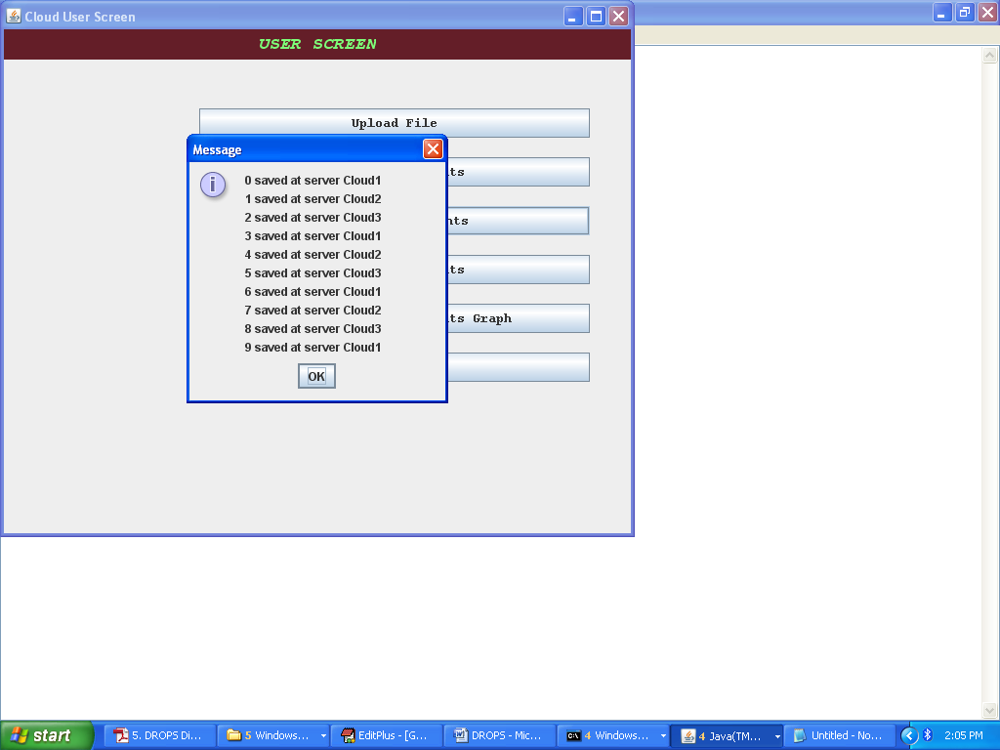 Cloud User Screen
USER SCREEN
Upload File
Message
0 saved at server Cloud1
1 saved at server Cloud2
2 saved at server Cloud3
3 saved at server Cloud1
4 saved at server Cloud2
5 saved at server Cloud3
6 saved at server Cloud1
7 saved at server Cloud2
8 saved at server Cloud3
9 saved at server Cloud1
OK
ts
nts
ts
ts Graph
start
5. DROPS Di...
5 Windows...
EditPlus - [G...
DROPS - Mic...
4 Windows...
4 Java(TM...
Untitled - No...
2:05 PM